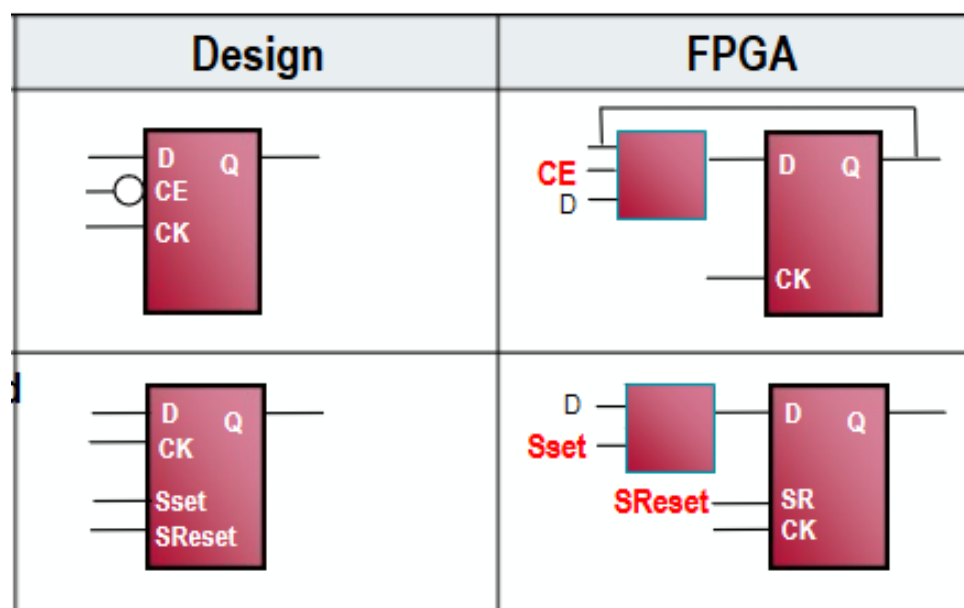 Design
FPGA
D Q
CE
CK
CE
D
D Q
CK
d
D Q
CK
Sset
SReset
D
Sset
SReset
D Q
SR
CK